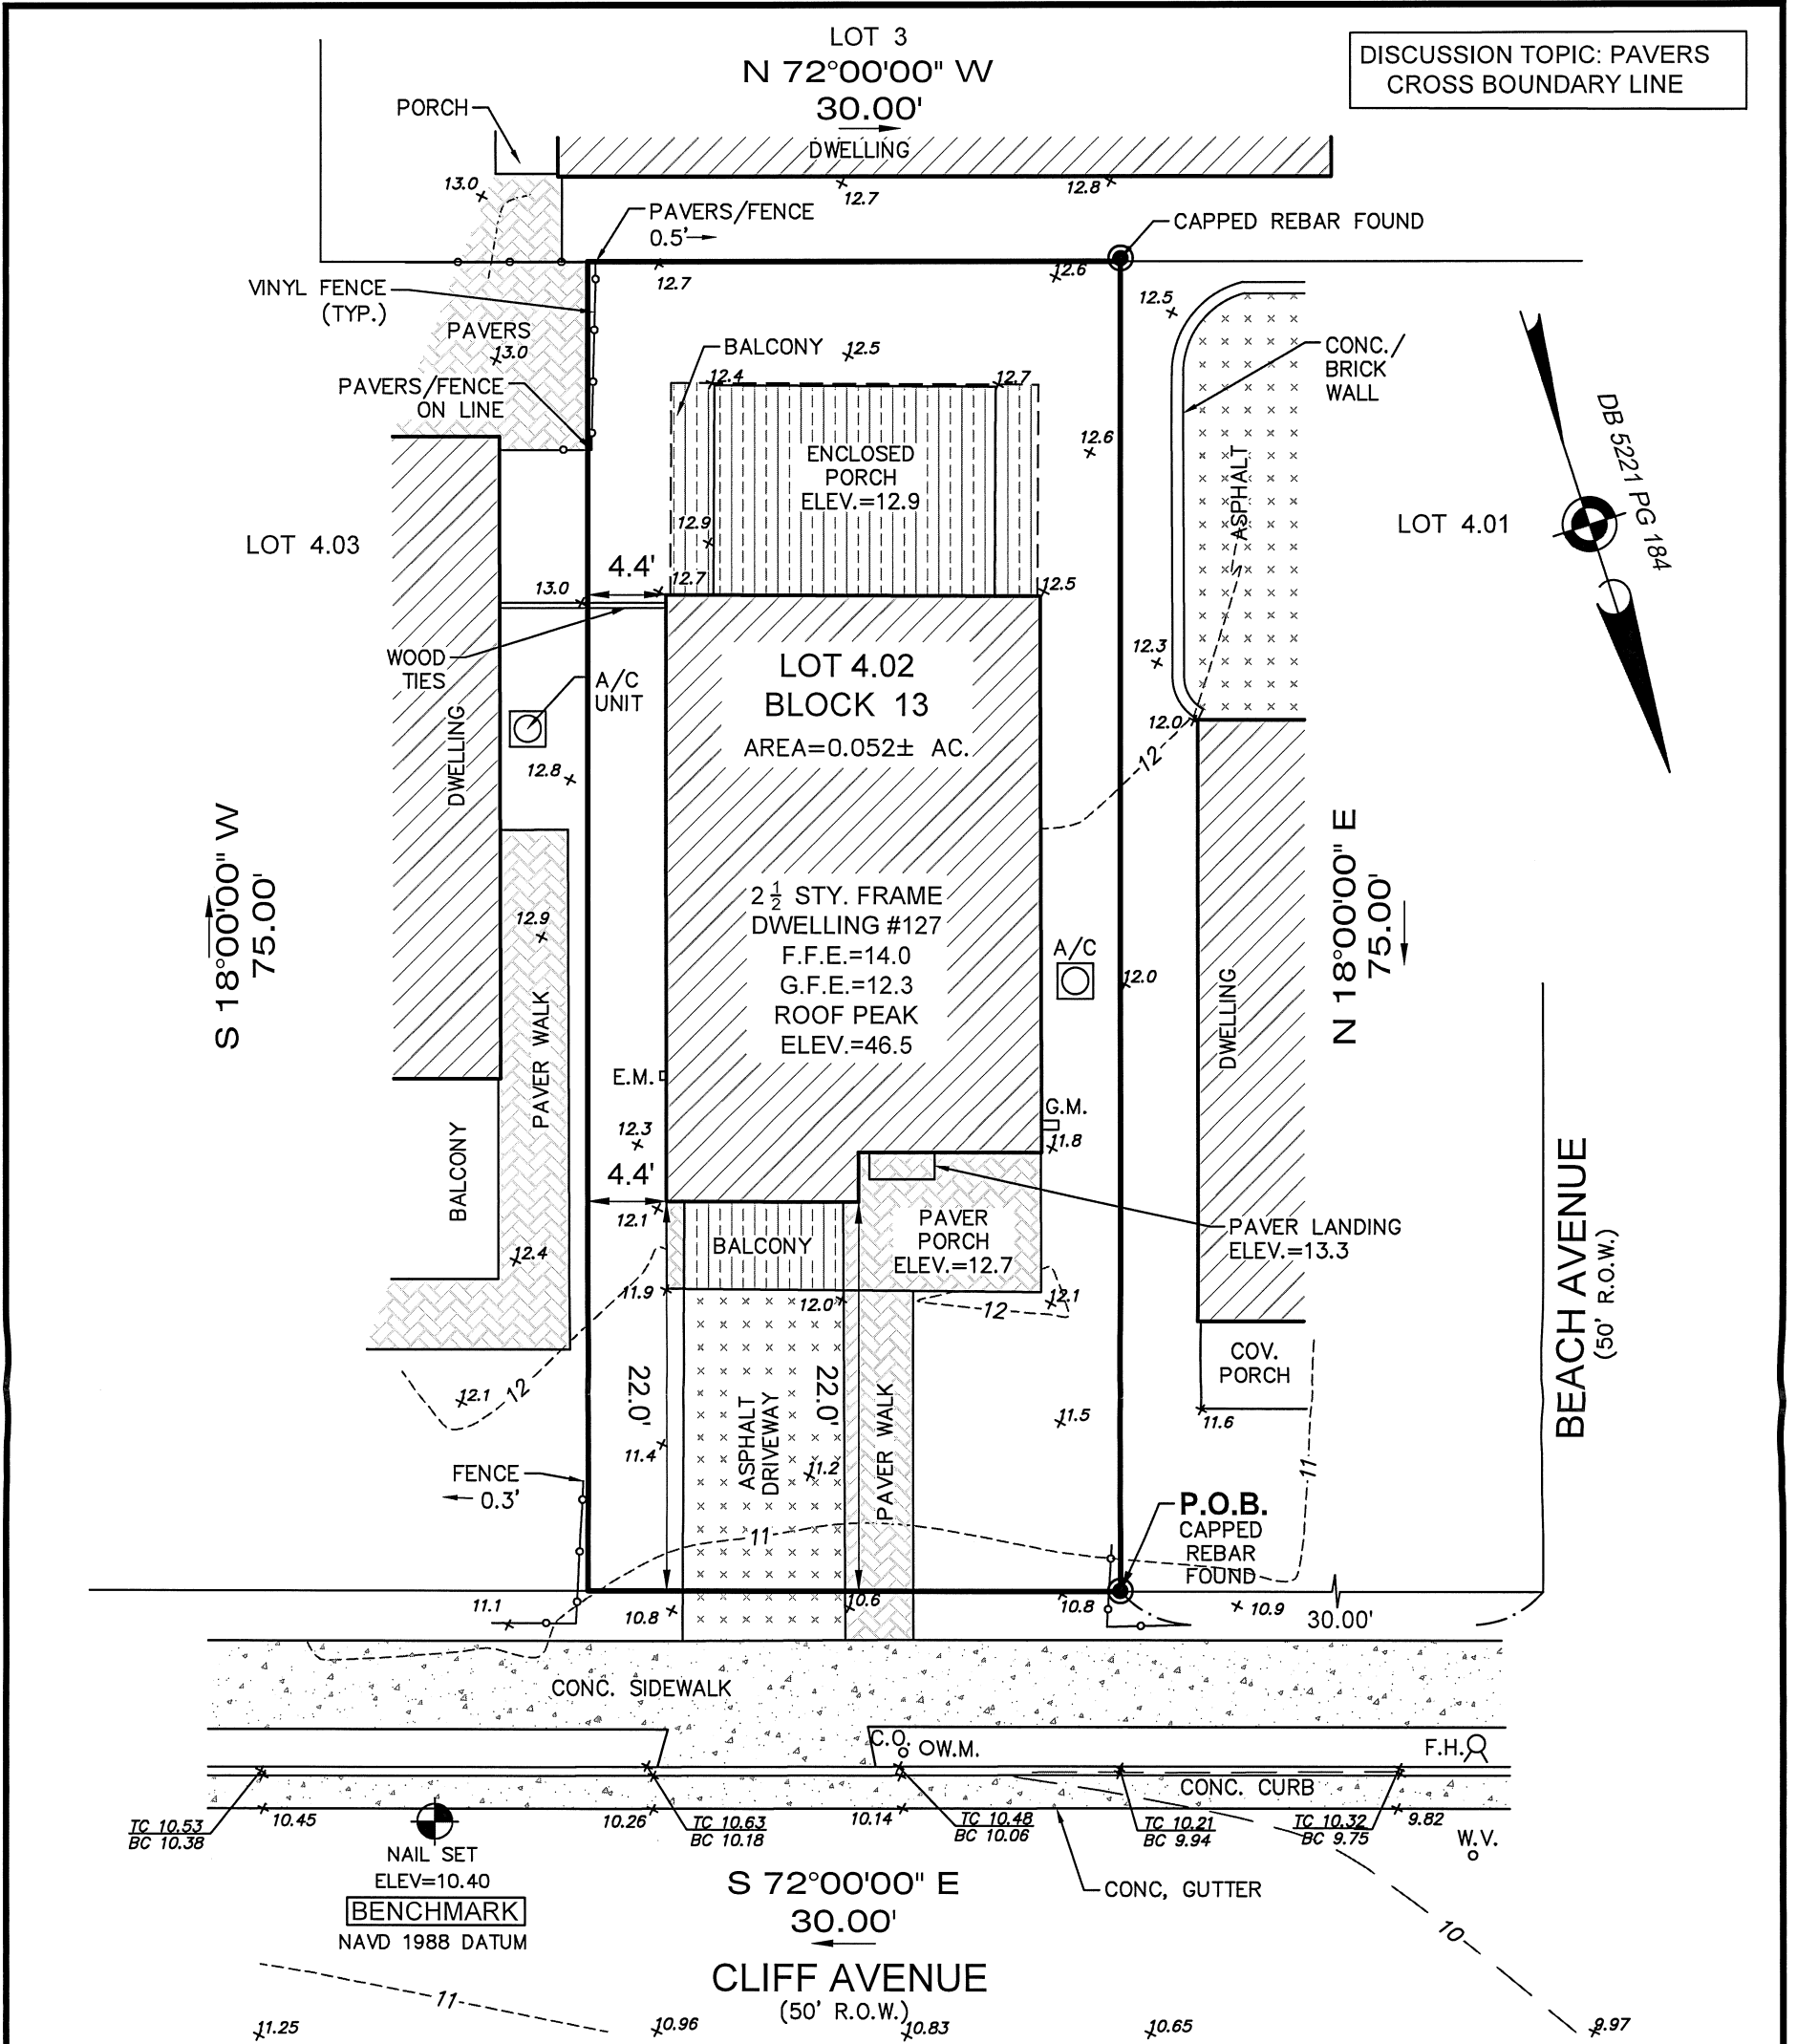 LOT 3
N 72°00'00" W
30.00'
DISCUSSION TOPIC: PAVERS
CROSS BOUNDARY LINE
PORCH
DWELLING
13.0
12.7
12.8
PAVERS/FENCE
0.5'
CAPPED REBAR FOUND
12.7
12.6
VINYL FENCE
(TYP.)
PAVERS
13.0
12.5
PAVERS/FENCE
ON LINE
BALCONY
12.5
12.4
12.7
CONC./
BRICK
WALL
12.6
ENCLOSED
PORCH
ELEV.=12.9
ASPHALT
DB 5221 PG 184
LOT 4.03
LOT 4.01
12.9
4.4'
12.7
13.0
12.5
WOOD
TIES
A/C
UNIT
LOT 4.02
BLOCK 13
AREA=0.052± AC.
12.3
12.0
12
DWELLING
12.8
S 18°00'00" W
75.00'
N 18°00'00" E
75.00'
12.9
PAVER WALK
2 1/2 STY. FRAME
DWELLING #127
F.F.E.=14.0
G.F.E.=12.3
ROOF PEAK
ELEV.=46.5
A/C
12.0
DWELLING
E.M.
G.M.
12.3
11.8
4.4'
BALCONY
12.1
BALCONY
PAVER
PORCH
ELEV.=12.7
PAVER LANDING
ELEV.=13.3
BEACH AVENUE
(50' R.O.W.)
12.4
11.9
12.0
12
12.1
COV.
PORCH
12.1
12
22.0'
ASPHALT
DRIVEWAY
22.0'
PAVER WALK
11.5
11.6
11.4
11.2
11
FENCE
0.3'
11
P.O.B.
CAPPED
REBAR
FOUND
11.1
10.8
10.6
10.8
10.9
30.00'
CONC. SIDEWALK
C.O.
W.M.
F.H.
CONC. CURB
TC 10.53
BC 10.38
10.45
10.26
TC 10.63
BC 10.18
10.14
TC 10.48
BC 10.06
TC 10.21
BC 9.94
TC 10.32
BC 9.75
9.82
W.V.
NAIL SET
ELEV=10.40
BENCHMARK
NAVD 1988 DATUM
S 72°00'00" E
30.00'
CONC, GUTTER
10
CLIFF AVENUE
(50' R.O.W.)
11
11.25
10.96
10.83
10.65
9.97